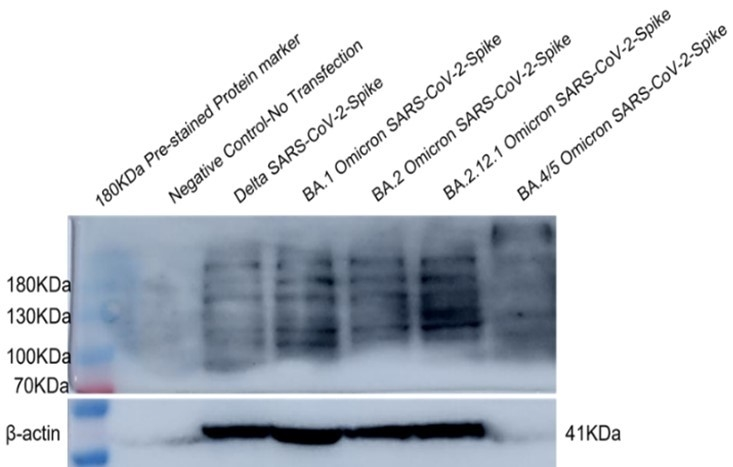 180KDa Pre-stained Protein marker
Negative Control-No Transfection
Delta SARS-CoV-2-Spike
BA.1 Omicron SARS-CoV-2-Spike
BA.2 Omicron SARS-CoV-2-Spike
BA.2.12.1 Omicron SARS-CoV-2-Spike
BA.4/5 Omicron SARS-CoV-2-Spike
180KDa
130KDa
100KDa
70KDa
β-actin
41KDa